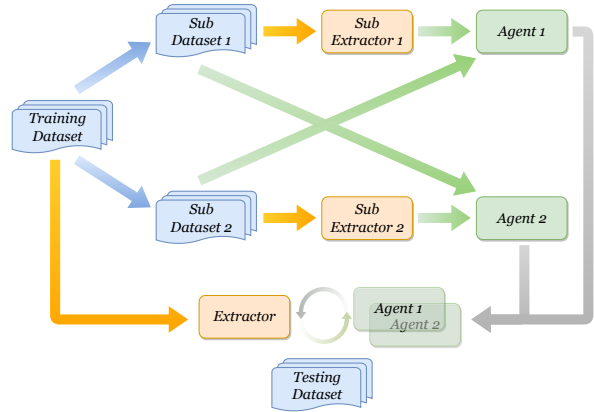 Sub
Dataset 1
Sub
Extractor 1
Agent 1
Training
Dataset
Sub
Dataset 2
Sub
Extractor 2
Agent 2
Extractor
Agent 1
Agent 2
Testing
Dataset